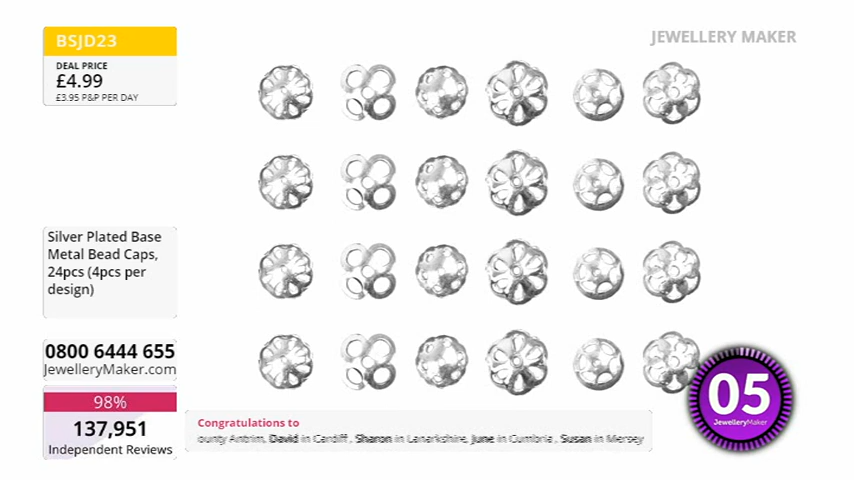 BSJD23
DEAL PRICE
£4.99
£3.95 P&P PER DAY
JEWELLERY MAKER
Silver Plated Base
Metal Bead Caps,
24pcs (4pcs per
design)
0800 6444 655
JewelleryMaker.com
98%
137,951
Independent Reviews
Congratulations to
ounty Antrim, David in Cardiff , Sharon in Lanarkshire, June in Cumbria , Susan in Mersey
05
JewelleryMaker